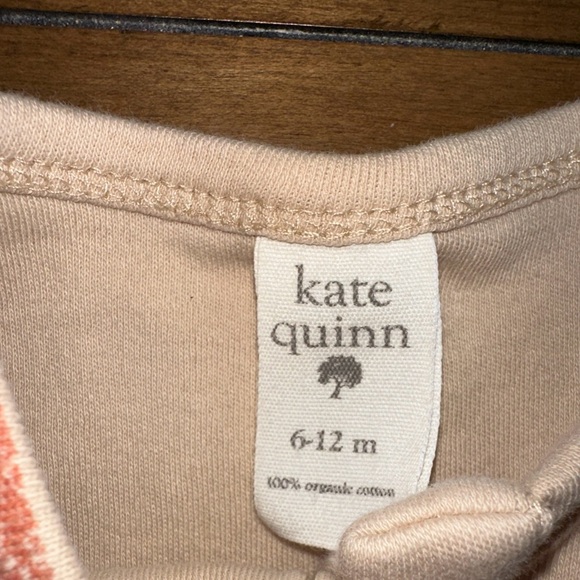 kate
quinn
6-12 m
100% organic cotton